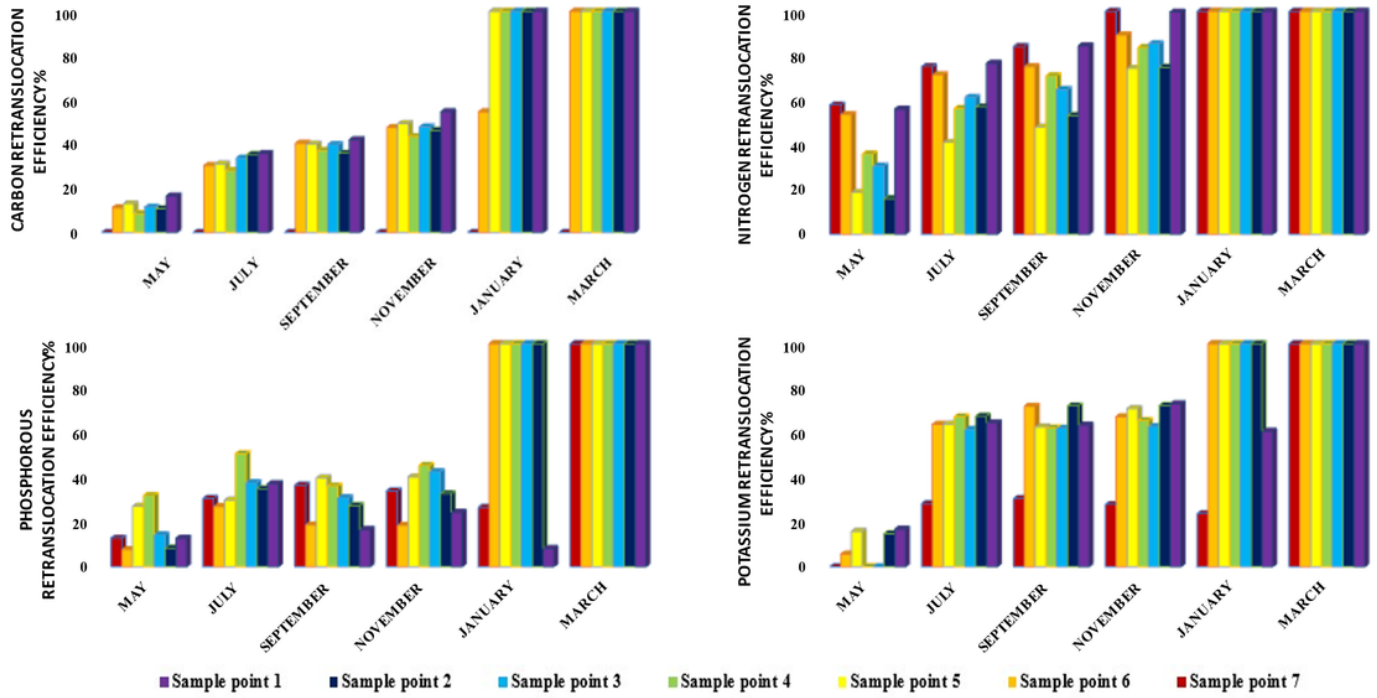 CARBON RETRANSLOCATION
EFFICIENCY%
100
80
60
40
20
0
MAY
JULY
SEPTEMBER
NOVEMBER
JANUARY
MARCH
NITROGEN RETRANSLOCATION
EFFICIENCY%
100
80
60
40
20
0
MAY
JULY
SEPTEMBER
NOVEMBER
JANUARY
MARCH
PHOSPHOROUS
RETRANSLOCATION EFFICIENCY%
100
80
60
40
20
0
MAY
JULY
SEPTEMBER
NOVEMBER
JANUARY
MARCH
POTASSIUM RETRANSLOCATION
EFFICIENCY%
100
80
60
40
20
0
MAY
JULY
SEPTEMBER
NOVEMBER
JANUARY
MARCH
Sample point 1 Sample point 2 Sample point 3 Sample point 4 Sample point 5 Sample point 6 Sample point 7